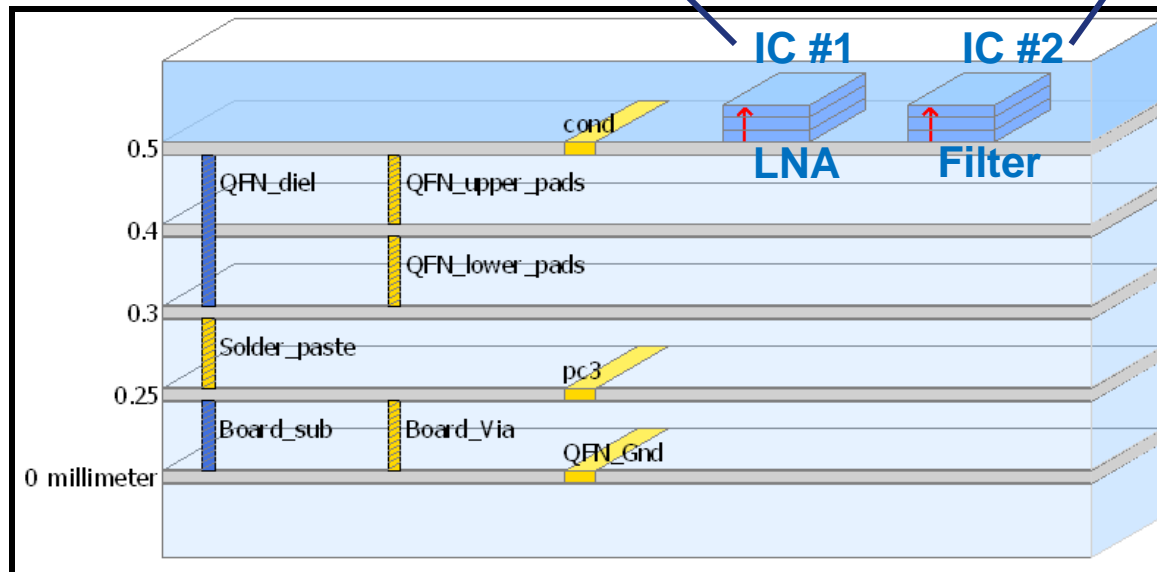 IC #1
IC #2
cond
0.5
LNA
Filter
QFN_diel
QFN_upper_pads
0.4
QFN_lower_pads
0.3
Solder_paste
pc3
0.25
Board_sub
Board_Via
QFN_Gnd
0 millimeter